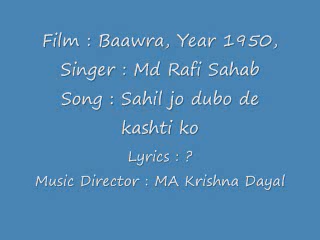 Film : Baawra, Year 1950,
Singer : Md Rafi Sahab
Song : Sahil jo dubo de
kashti ko
Lyrics : ?
Music Director : MA Krishna Dayal